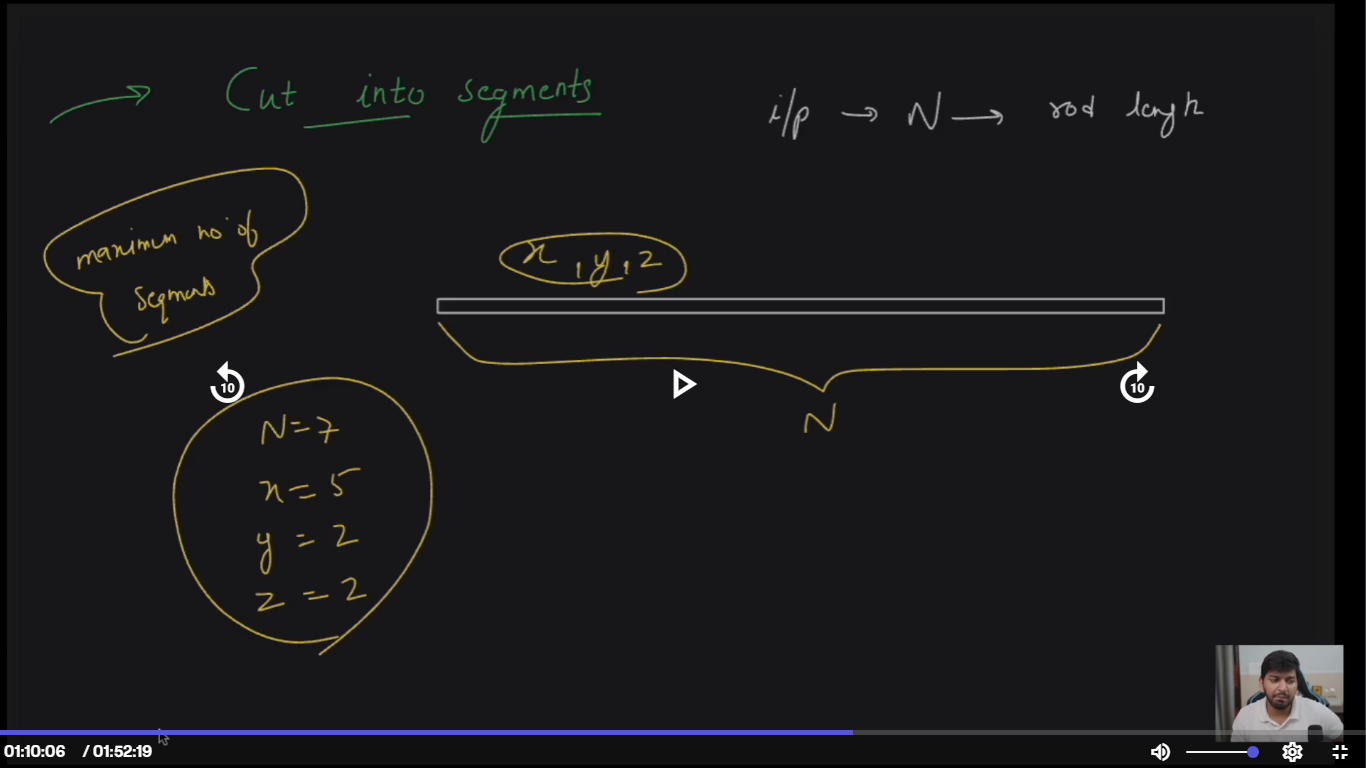 Cut into segments
i/p → N → rod length
maximum no of
segments
x, y, z
10
10
N
N=7
x=5
y=2
z=2
01:10:06 / 01:52:19